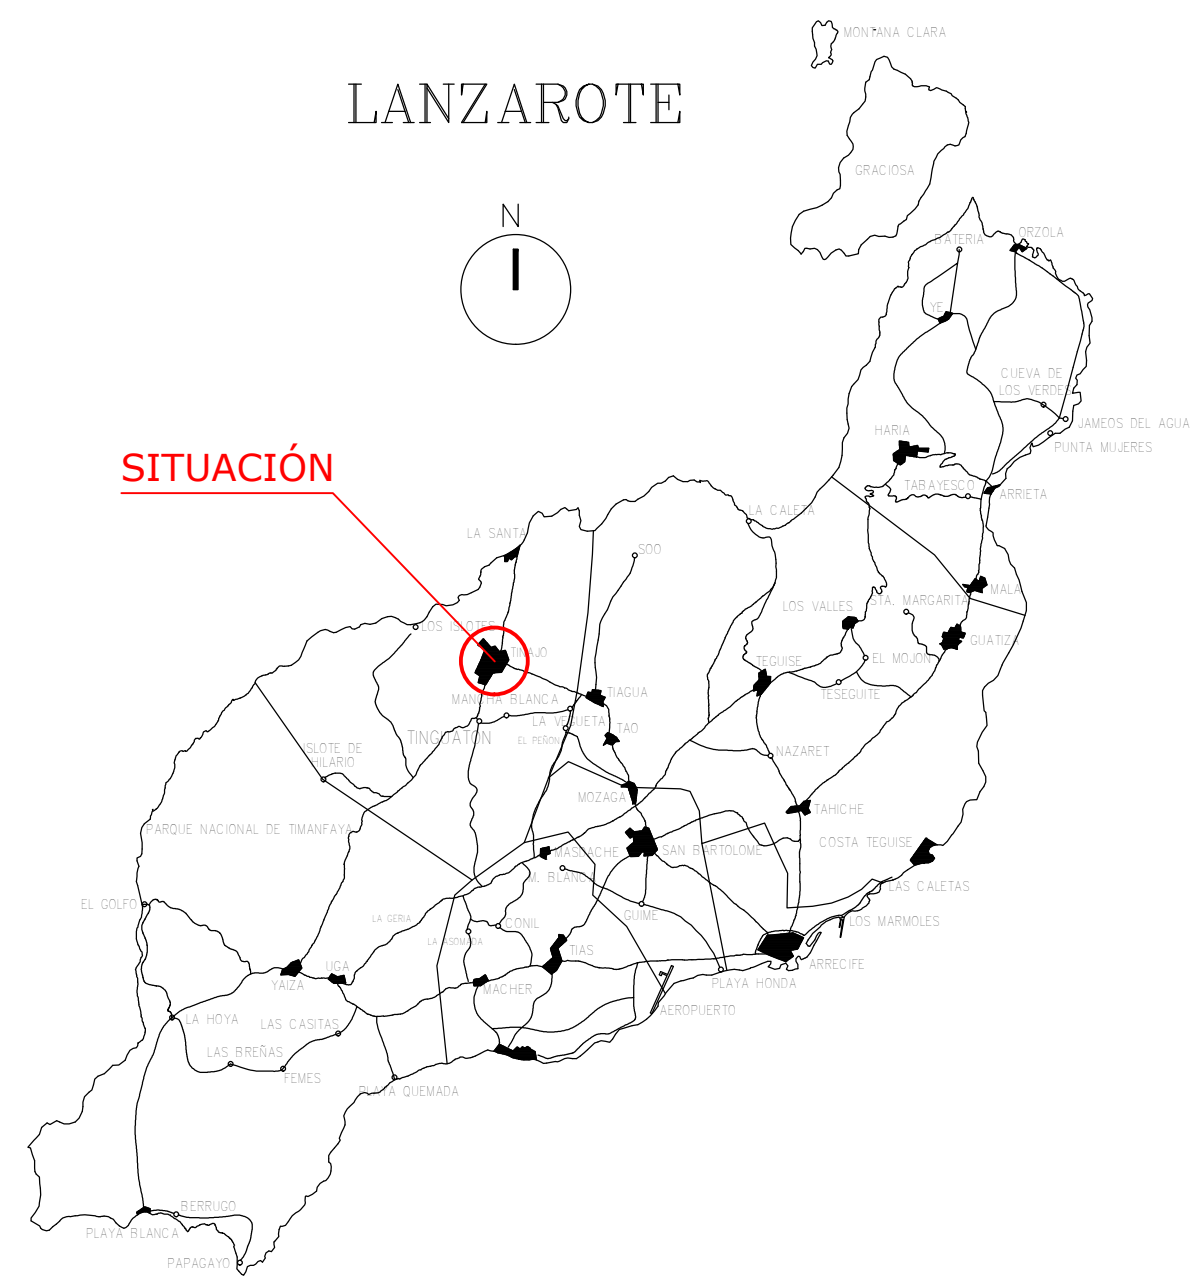 MONTANA CLARA
LANZAROTE
GRACIOSA
N
BATERIA
ORZOLA
YE
CUEVA DE
LOS VERDES
JAMEOS DEL AGUA
HARIA
PUNTA MUJERES
SITUACIÓN
TABAYESCO
ARRIETA
LA CALETA
LA SANTA
SOO
MALA
LOS VALLES
STA. MARGARITA
LOS ISLOTES
GUATIZA
TINAJO
TEGUISE
EL MOJON
MANCHA BLANCA
TIAGUA
TESEGUITE
LA VEGUETA
TAO
TINGUATON
EL PEÑON
ISLOTE DE
HILARIO
NAZARET
MOZAGA
TAHICHE
PARQUE NACIONAL DE TIMANFAYA
COSTA TEGUISE
MASDACHE
SAN BARTOLOME
M. BLANCA
LAS CALETAS
EL GOLFO
LA GERIA
CONIL
GUIME
LOS MARMOLES
LA ASOMADA
TIAS
ARRECIFE
UGA
YAIZA
MACHER
PLAYA HONDA
AEROPUERTO
LA HOYA
LAS CASITAS
LAS BREÑAS
FEMES
PLAYA QUEMADA
BERRUGO
PLAYA BLANCA
PAPAGAYO